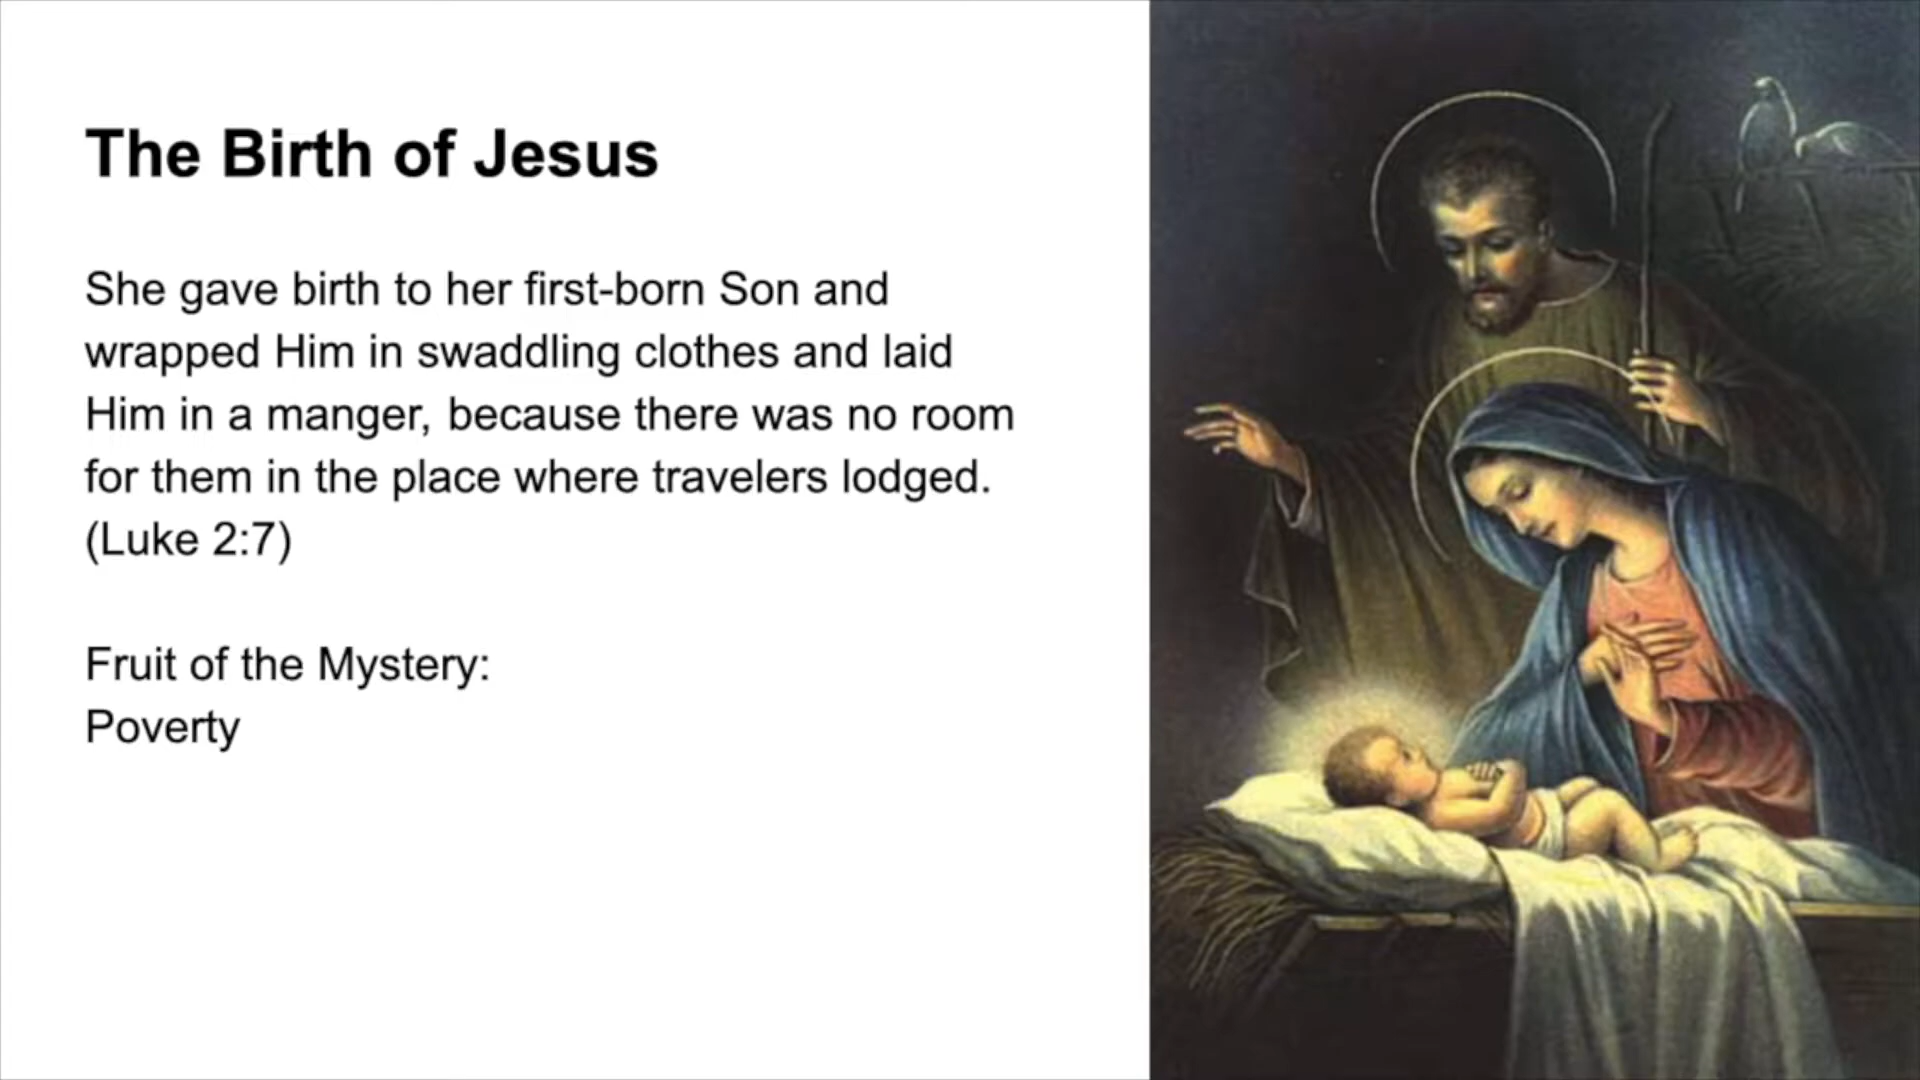 The Birth of Jesus
She gave birth to her first-born Son and
wrapped Him in swaddling clothes and laid
Him in a manger, because there was no room
for them in the place where travelers lodged.
(Luke 2:7)
Fruit of the Mystery:
Poverty